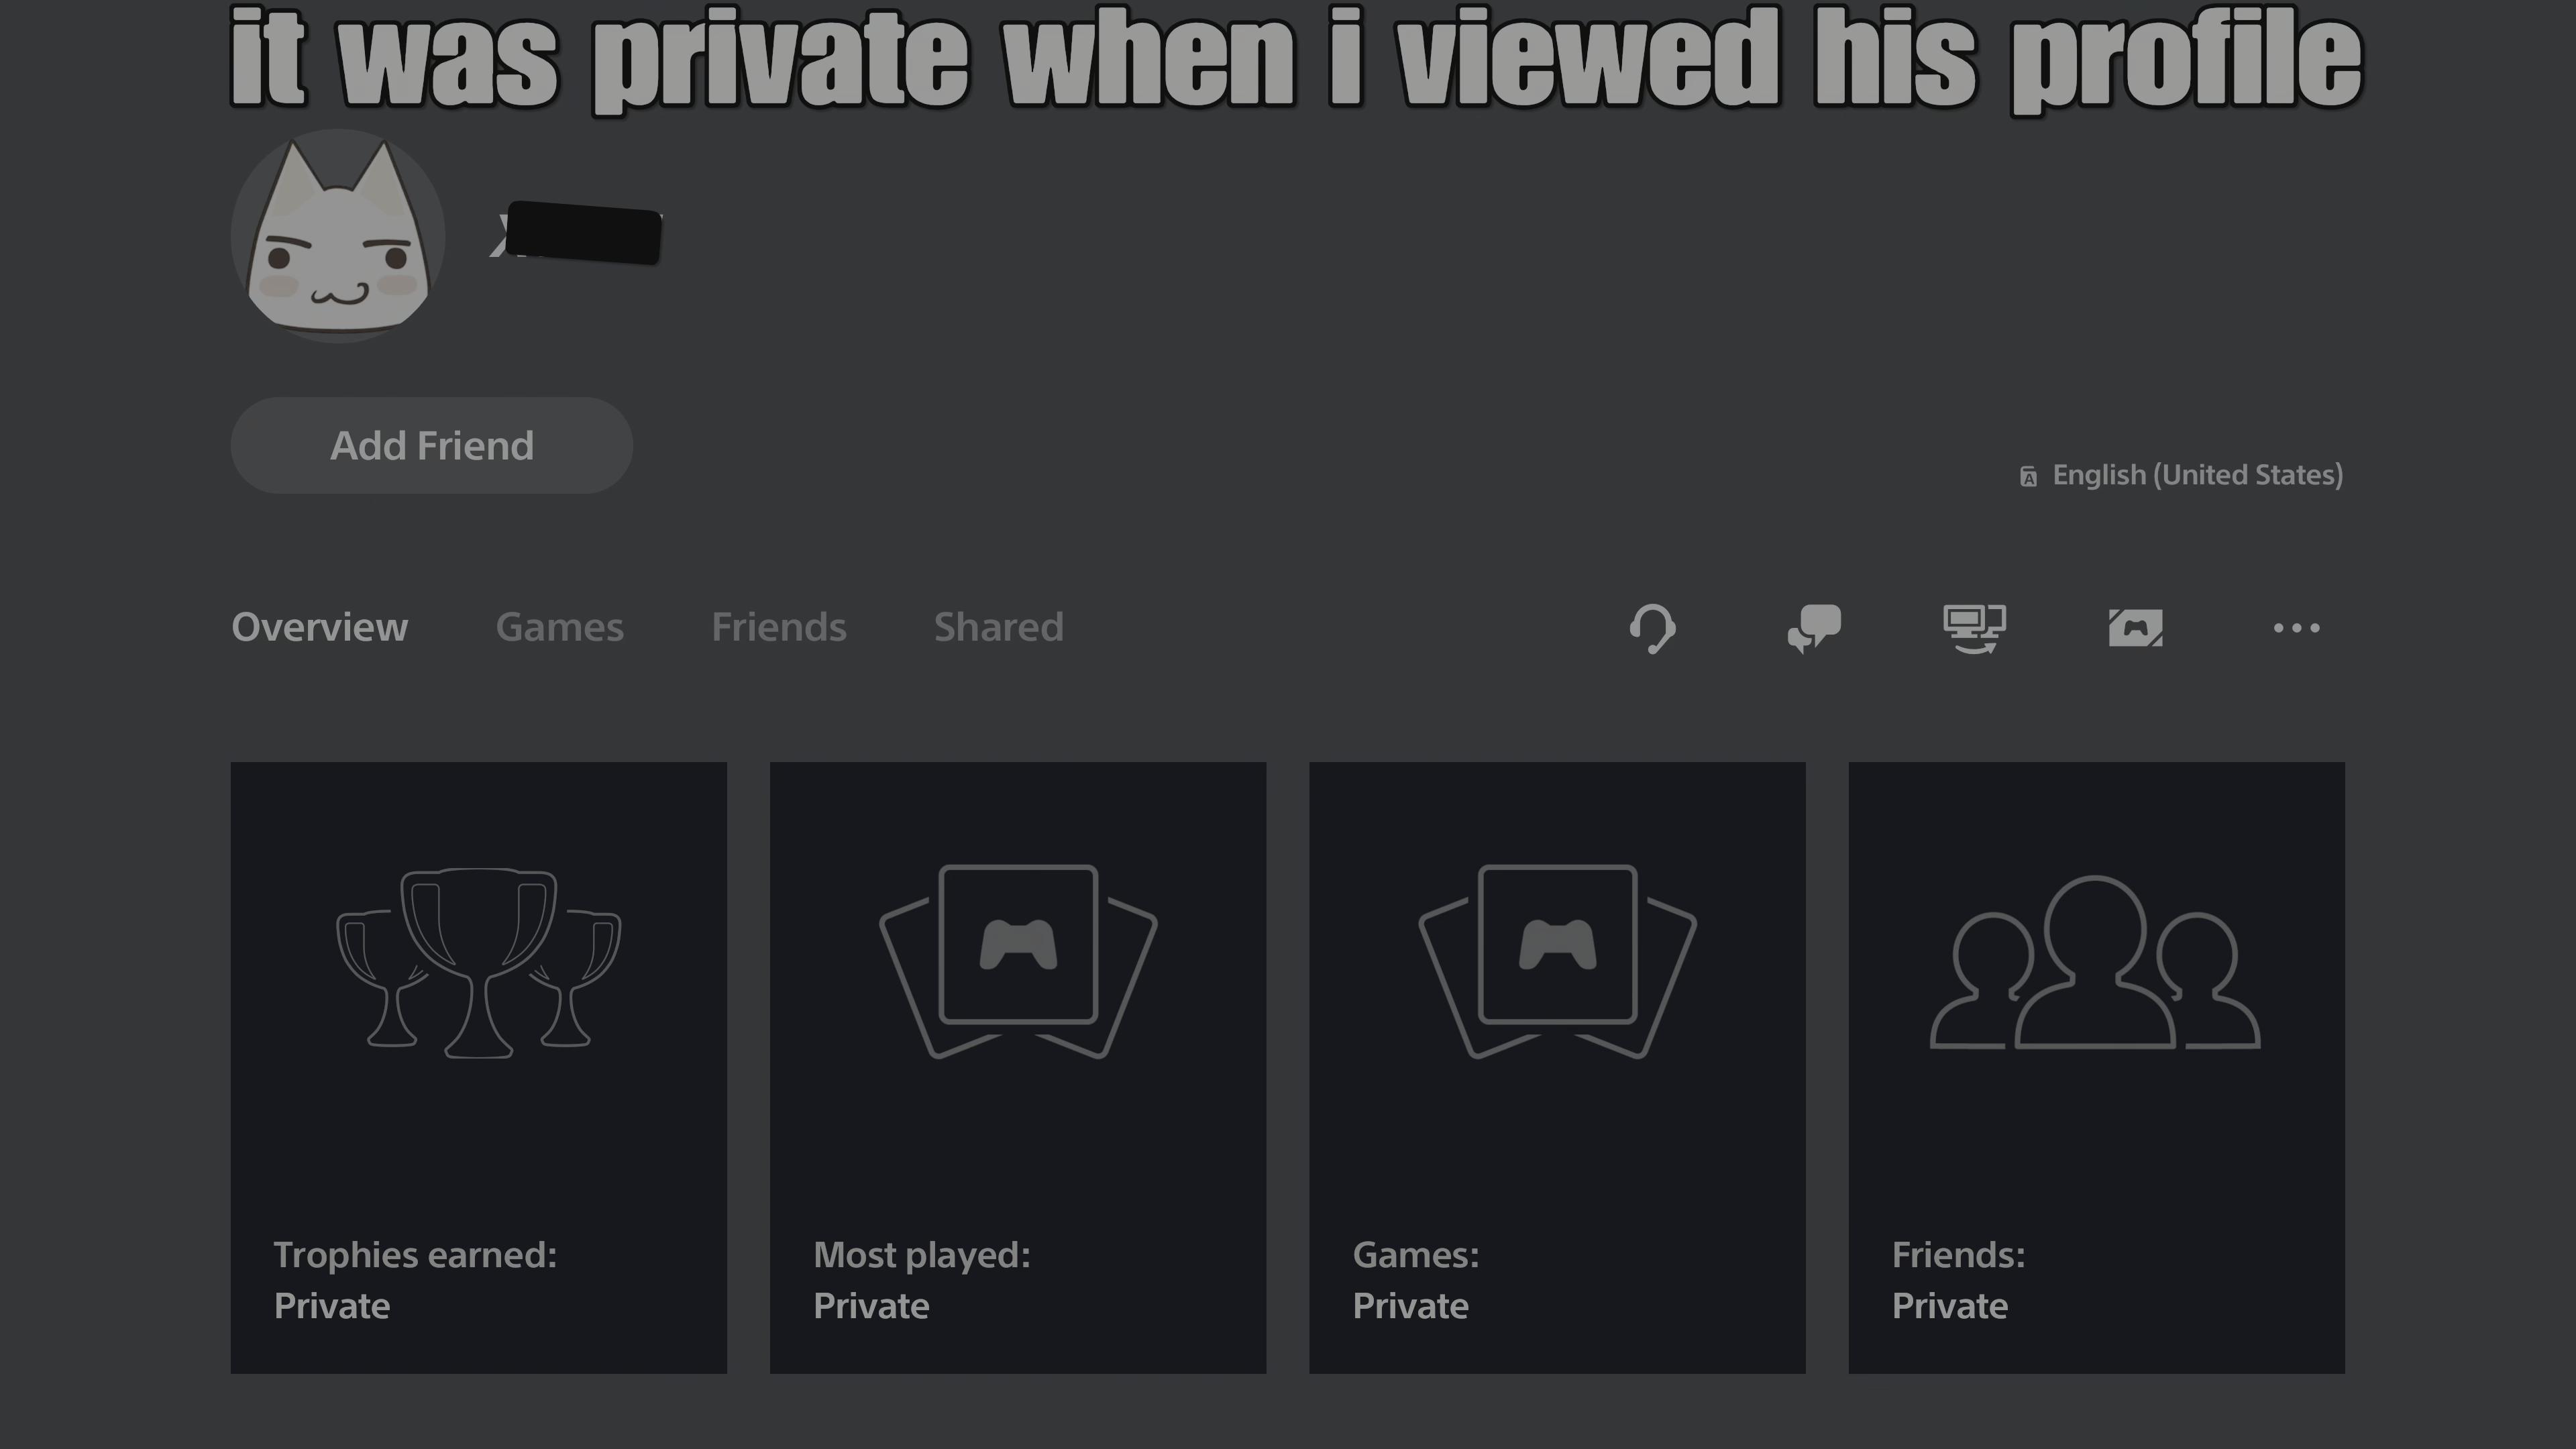 it was private when i viewed his profile
Add Friend
English (United States)
Overview Games Friends Shared
Trophies earned:
Private
Most played:
Private
Games:
Private
Friends:
Private